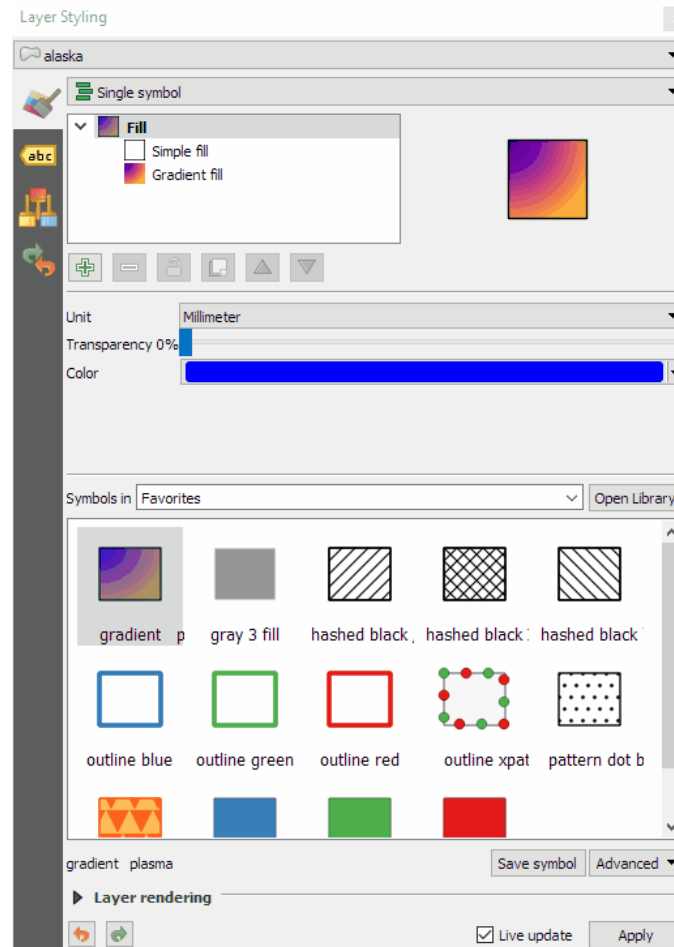 Layer Styling
alaska
Single symbol
abc
Fill
Simple fill
Gradient fill
Unit
Millimeter
Transparency 0%
Color
Symbols in
Favorites
Open Library
gradient p
gray 3 fill
hashed black
hashed black
hashed black
outline blue
outline green
outline red
outline xpat
pattern dot b
gradient plasma
Save symbol
Advanced
Layer rendering
Live update
Apply